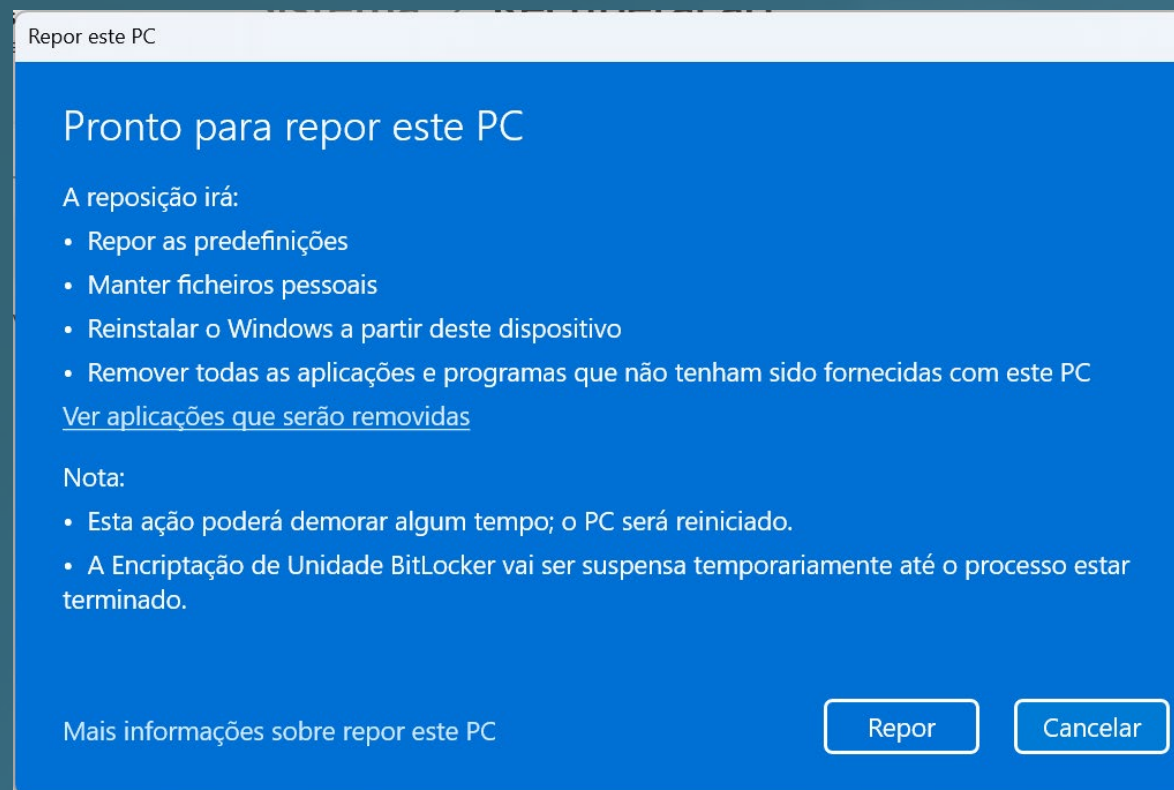 Repor este PC
Pronto para repor este PC
A reposição irá:
• Repor as predefinições
• Manter ficheiros pessoais
• Reinstalar o Windows a partir deste dispositivo
• Remover todas as aplicações e programas que não tenham sido fornecidas com este PC
Ver aplicações que serão removidas
Nota:
• Esta ação poderá demorar algum tempo; o PC será reiniciado.
• A Encriptação de Unidade BitLocker vai ser suspensa temporariamente até o processo estar
terminado.
Mais informações sobre repor este PC
Repor
Cancelar